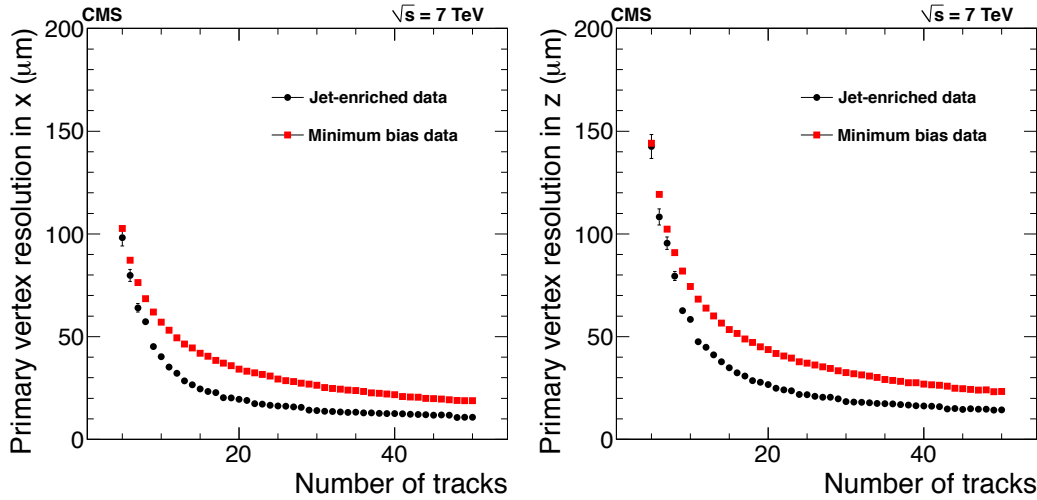 CMS √s = 7 TeV
Primary vertex resolution in x (μm)
200
150
100
50
0
Jet-enriched data
Minimum bias data
20 40
Number of tracks
CMS √s = 7 TeV
Primary vertex resolution in z (μm)
200
150
100
50
0
Jet-enriched data
Minimum bias data
20 40
Number of tracks